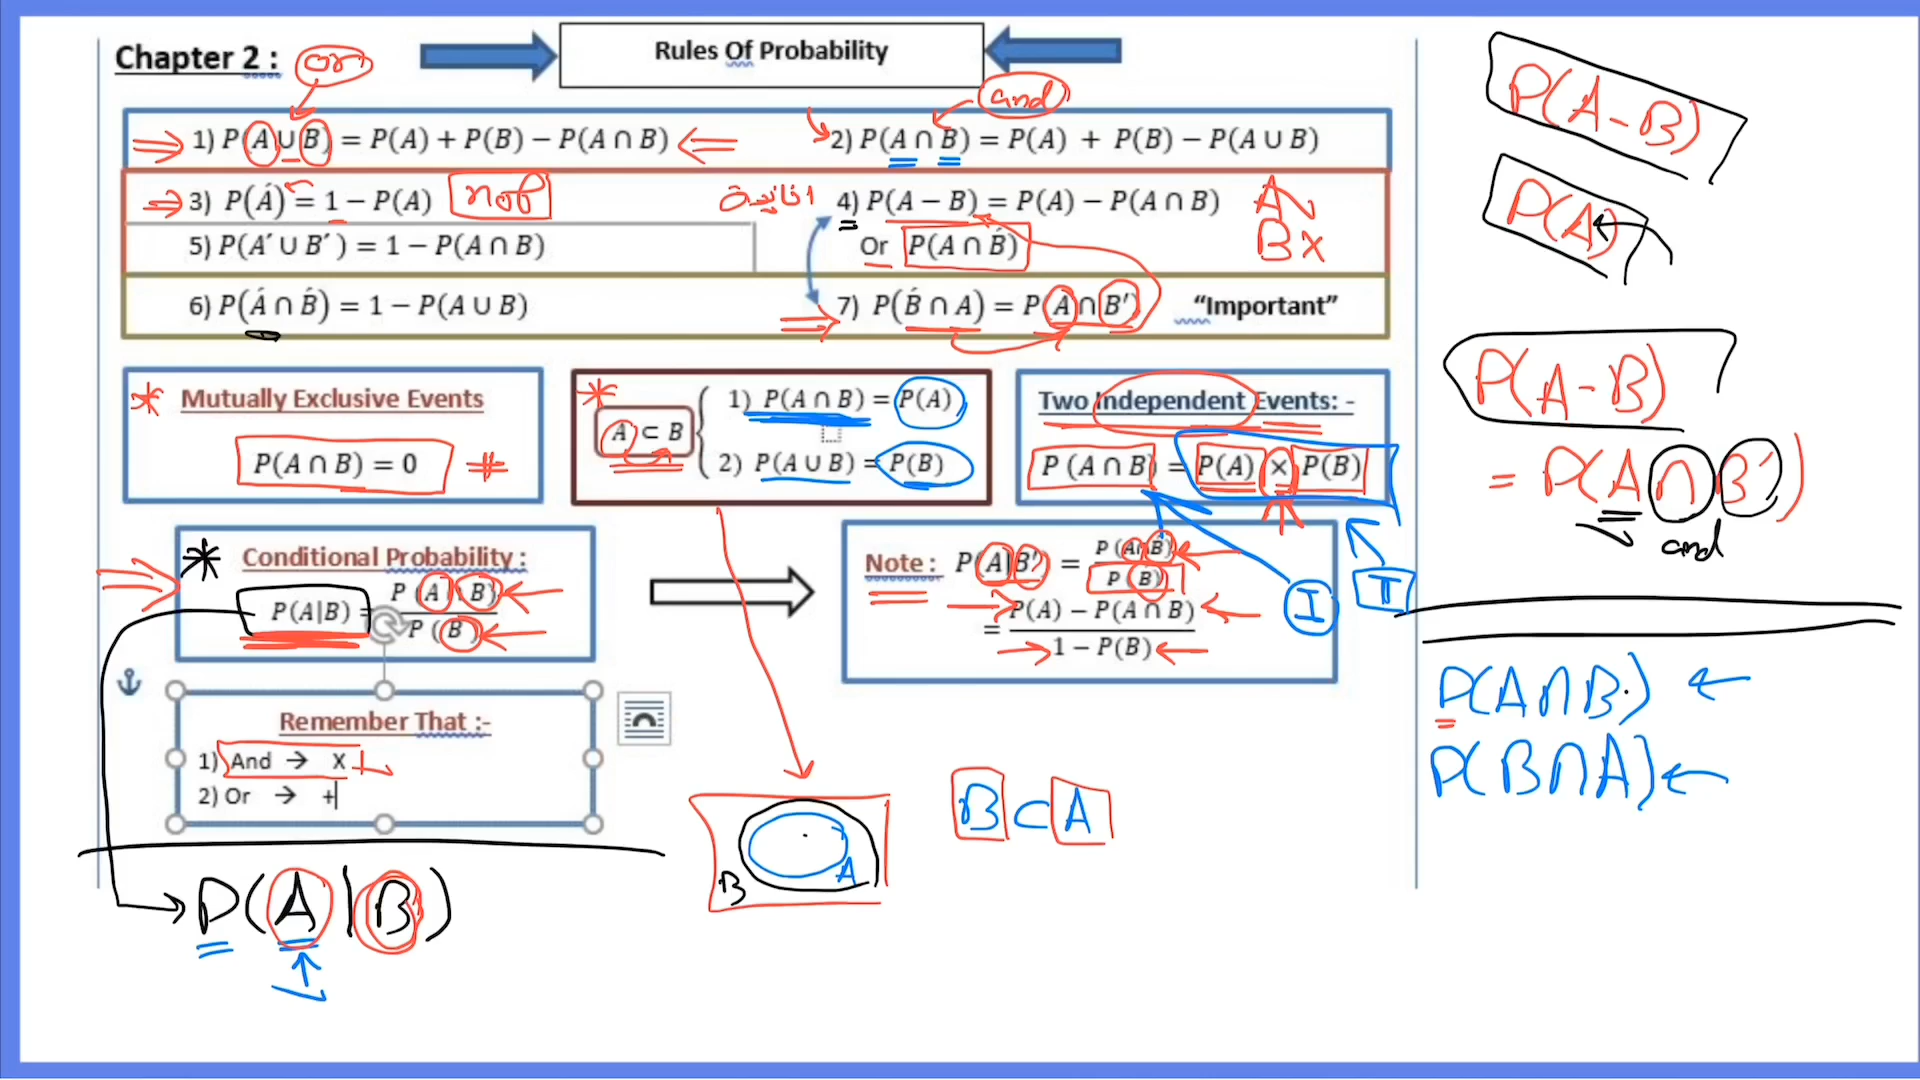 Chapter 2 :
or
Rules Of Probability
and
1) P(A ∪ B) = P(A) + P(B) − P(A ∩ B)
2) P(A ∩ B) = P(A) + P(B) − P(A ∪ B)
3) P(Á) = 1 − P(A)
not
4) P(A − B) = P(A) − P(A ∩ B)
A
5) P(A′ ∪ B′ ) = 1 − P(A ∩ B)
Or P(A ∩ B́)
B x
6) P(Á ∩ B́) = 1 − P(A ∪ B)
7) P(B́ ∩ A) = P(A ∩ B′)
“Important”
Mutually Exclusive Events
P(A ∩ B) = 0
A ⊂ B
1) P(A ∩ B) = P(A)
2) P(A ∪ B) = P(B)
Two Independent Events: -
P (A ∩ B) = P(A) × P(B)
Conditional Probability :
P(A|B) = P (A ∩ B)
P (B)
Note : P(A|B′) = P (A∩B́)
P (B́)
= P(A) − P(A ∩ B)
1 − P(B)
I
I
Remember That :-
1) And → X
2) Or → +
B
A
B ⊂ A
P(A|B)
P(A-B)
P(A)
P(A-B)
= P(A ∩ B′)
and
P(A∩B)
P(B∩A)